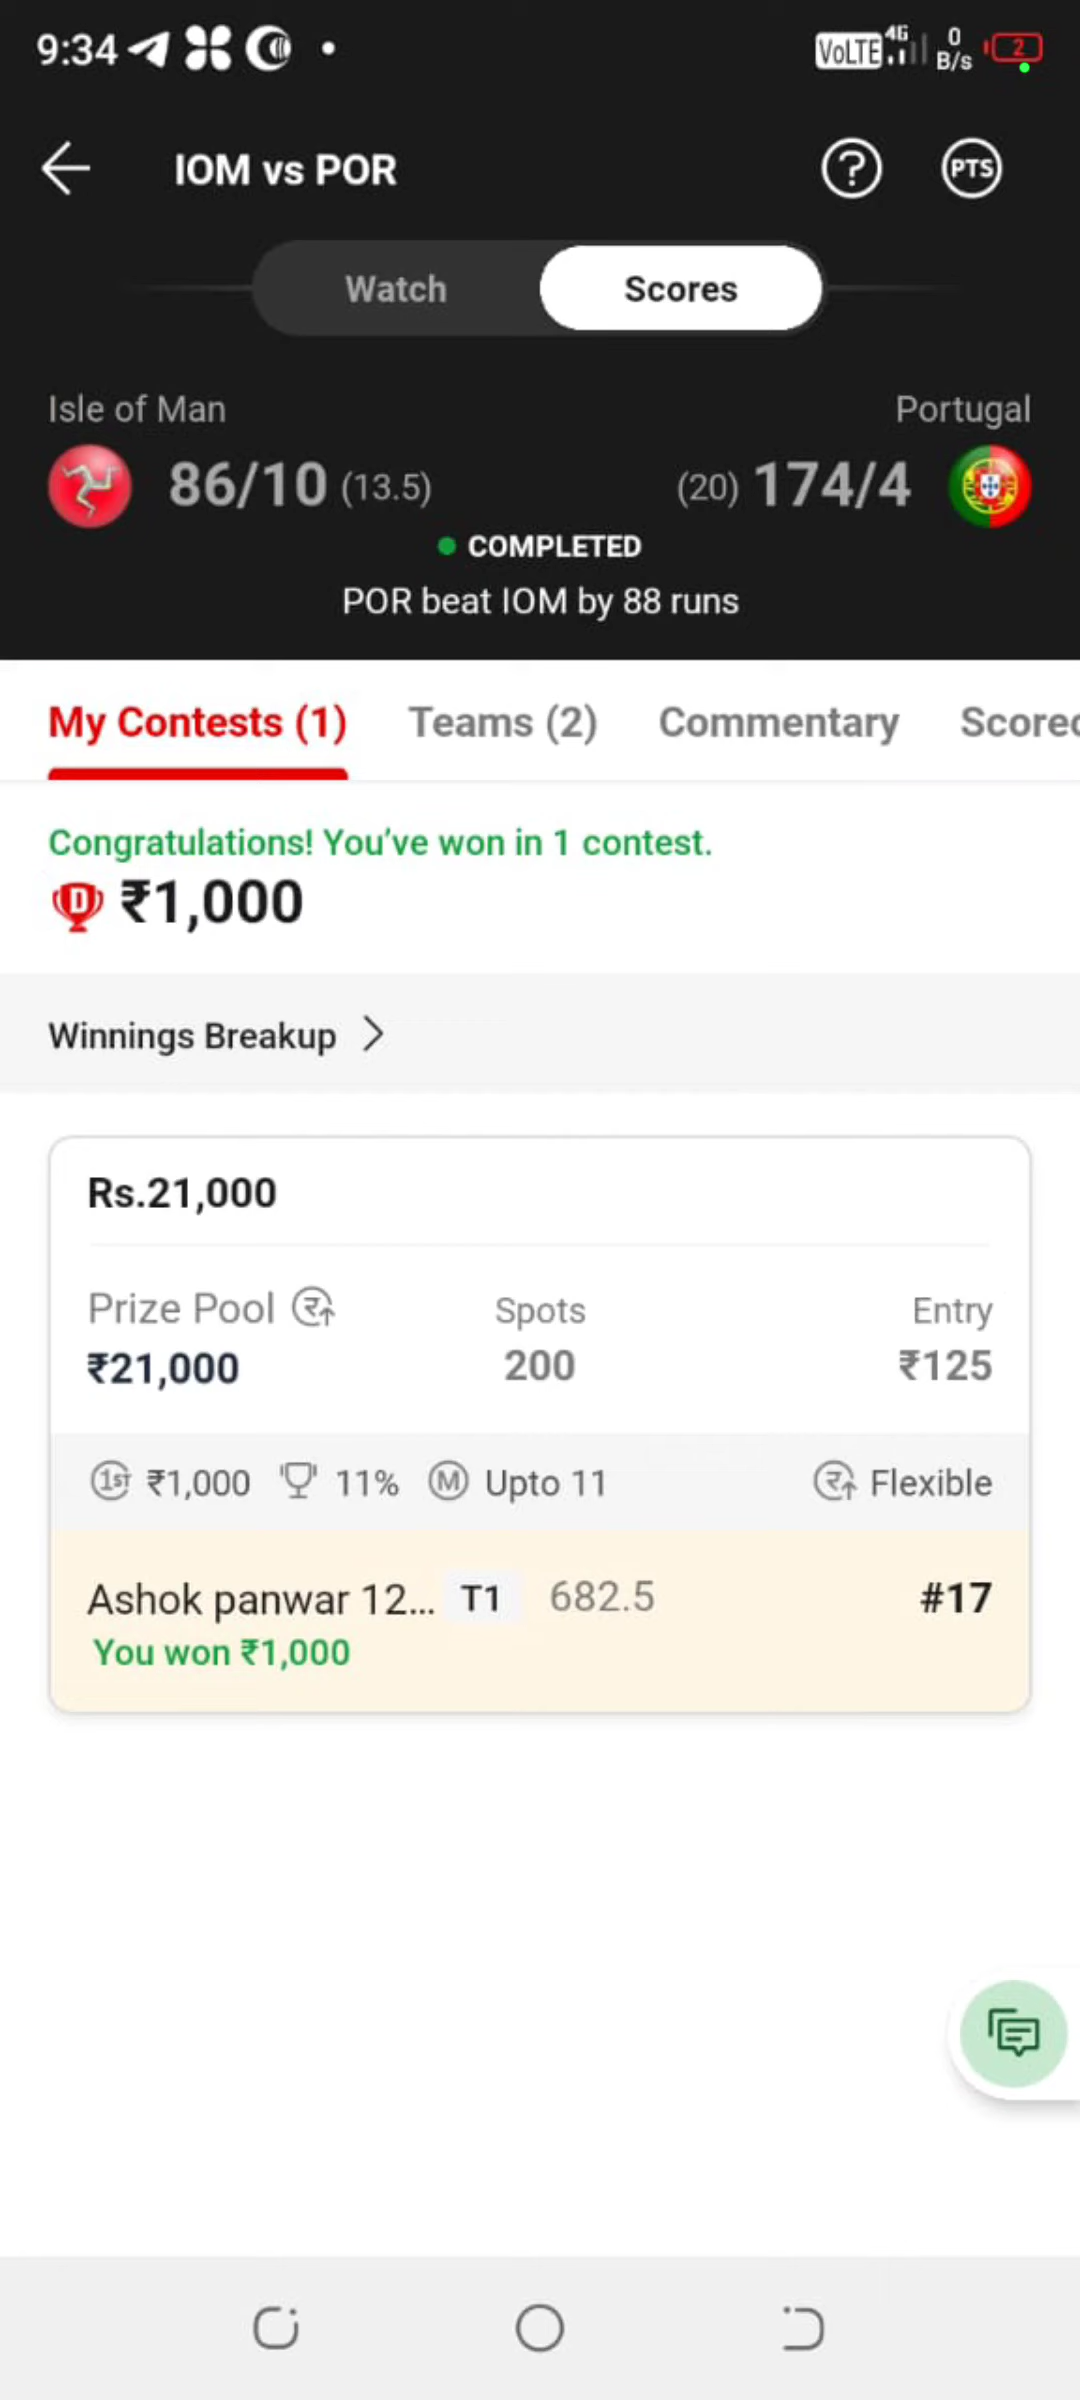 9:34 VoLTE 4G 0 B/s 2
IOM vs POR ? PTS
Watch Scores
Isle of Man Portugal
86/10 (13.5) (20) 174/4
COMPLETED
POR beat IOM by 88 runs
My Contests (1) Teams (2) Commentary Scorec
Congratulations! You've won in 1 contest.
D ₹1,000
Winnings Breakup
Rs.21,000
Prize Pool Spots Entry
₹21,000 200 ₹125
1ST ₹1,000 11% M Upto 11 Flexible
Ashok panwar 12... T1 682.5 #17
You won ₹1,000